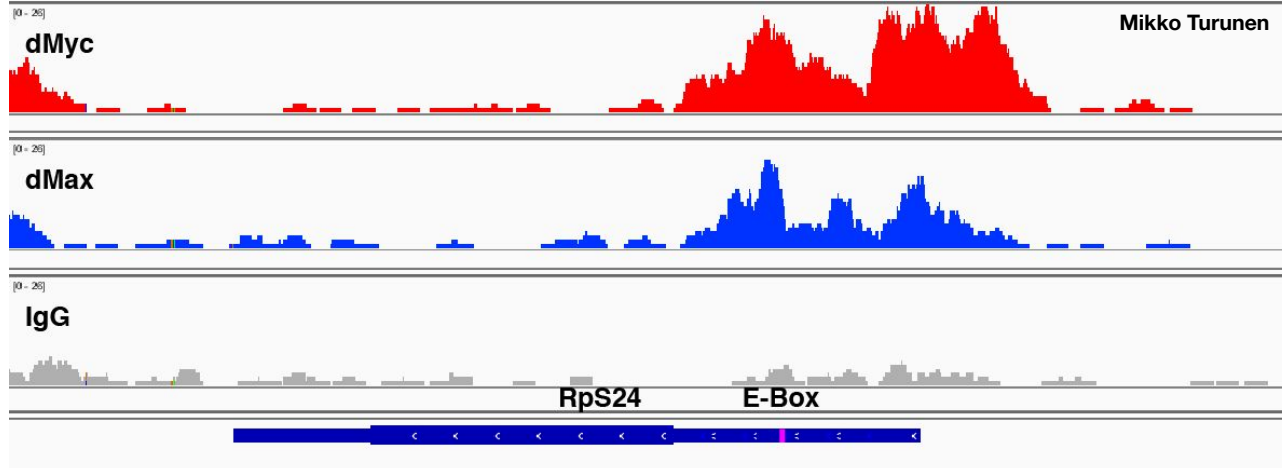 [0 - 26]
Mikko Turunen
dMyc
[0 - 26]
dMax
[0 - 26]
IgG
RpS24 E-Box